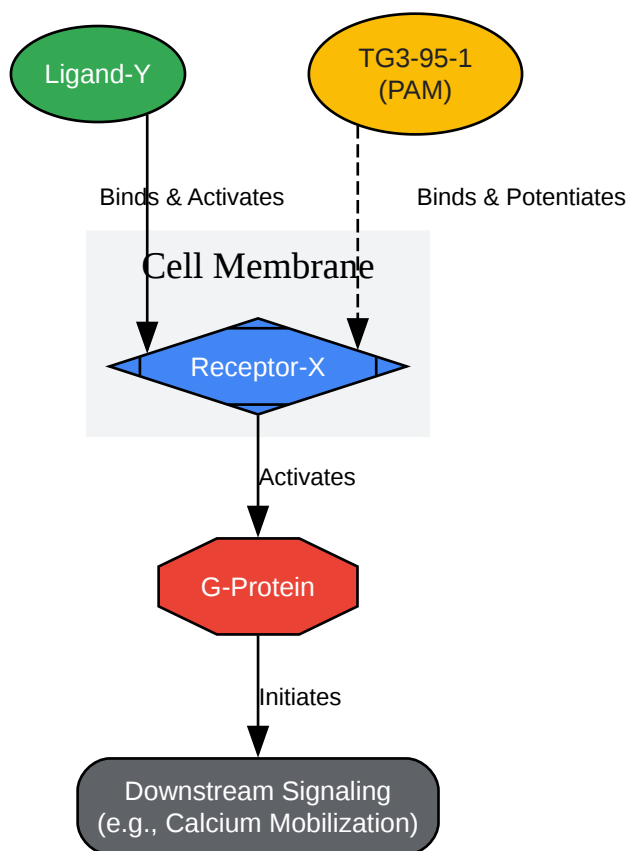 Ligand-Y
TG3-95-1
(PAM)
Binds & Activates
Binds & Potentiates
Cell Membrane
Receptor-X
Activates
G-Protein
Initiates
Downstream Signaling
(e.g., Calcium Mobilization)